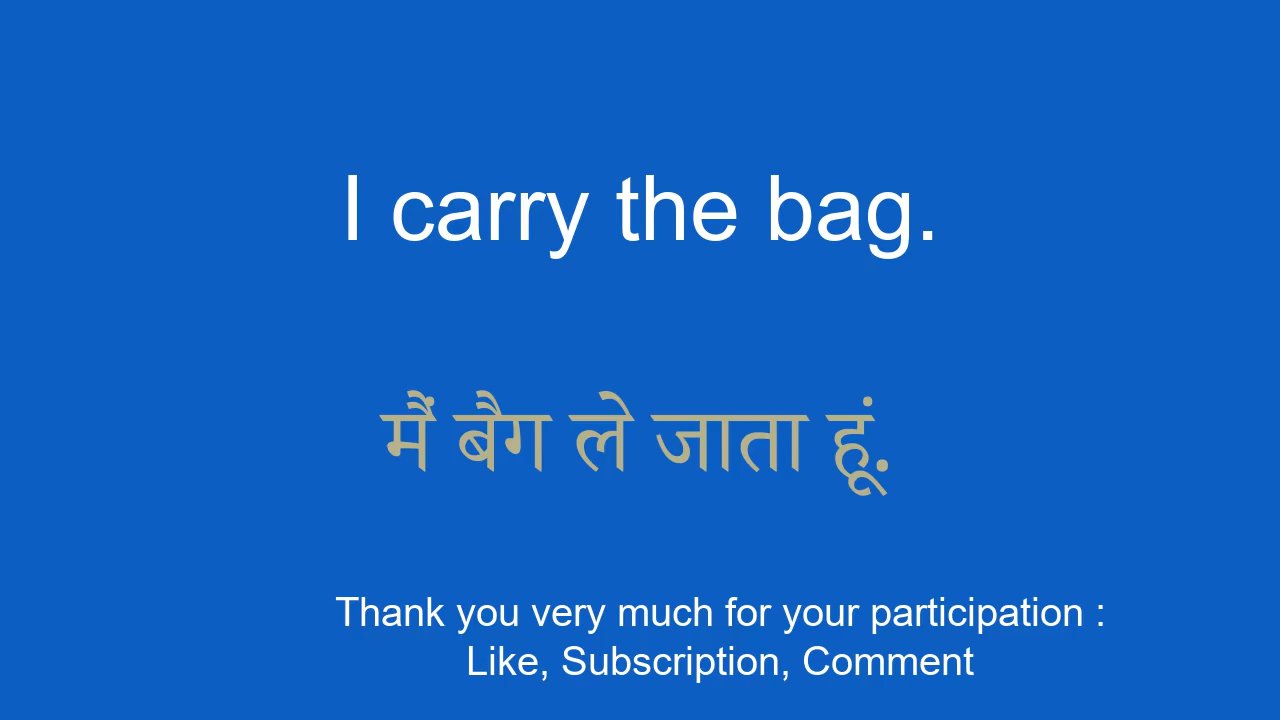 I carry the bag.
मैं बैग ले जाता हूं.
Thank you very much for your participation :
Like, Subscription, Comment